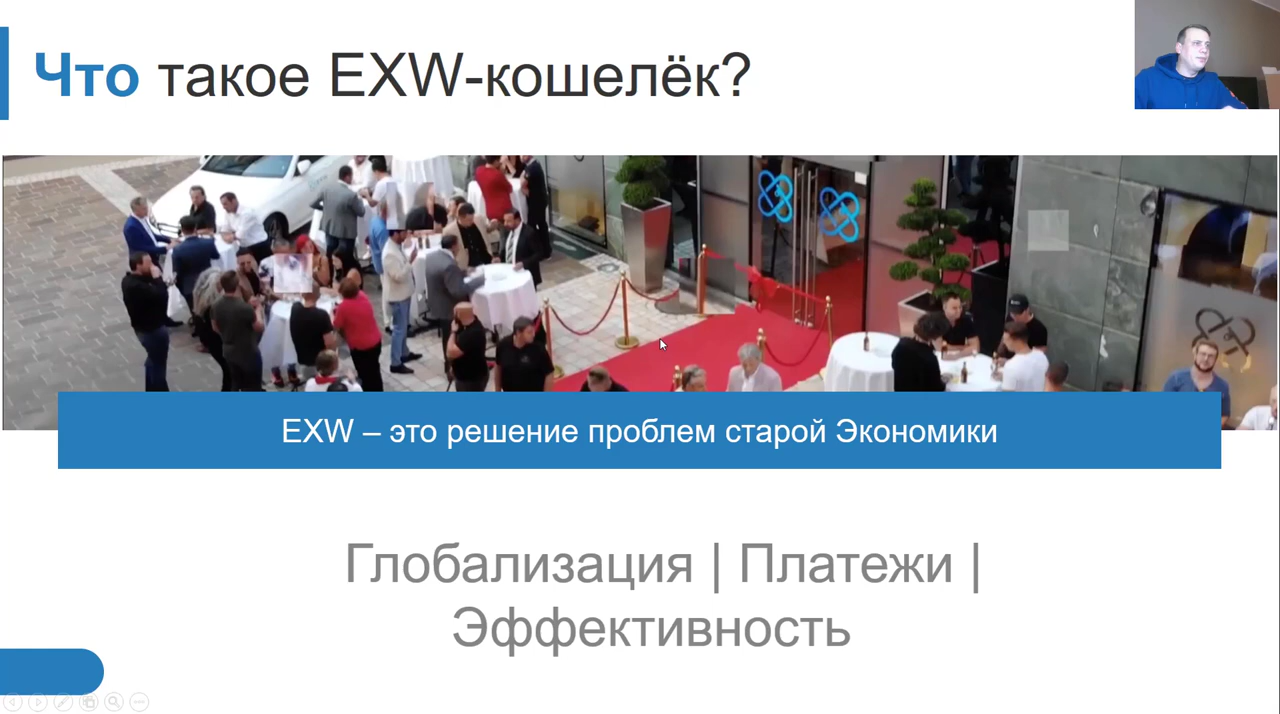 Что такое EXW-кошелёк?
EXW – это решение проблем старой Экономики
Глобализация | Платежи |
Эффективность